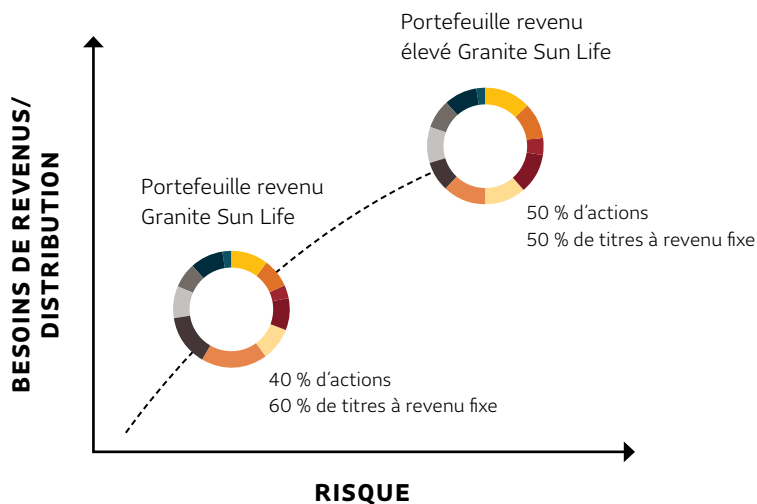 Portefeuille revenu
élevé Granite Sun Life
50 % d’actions
50 % de titres à revenu fixe
Portefeuille revenu
Granite Sun Life
40 % d’actions
60 % de titres à revenu fixe
BESOINS DE REVENUS/
DISTRIBUTION
RISQUE